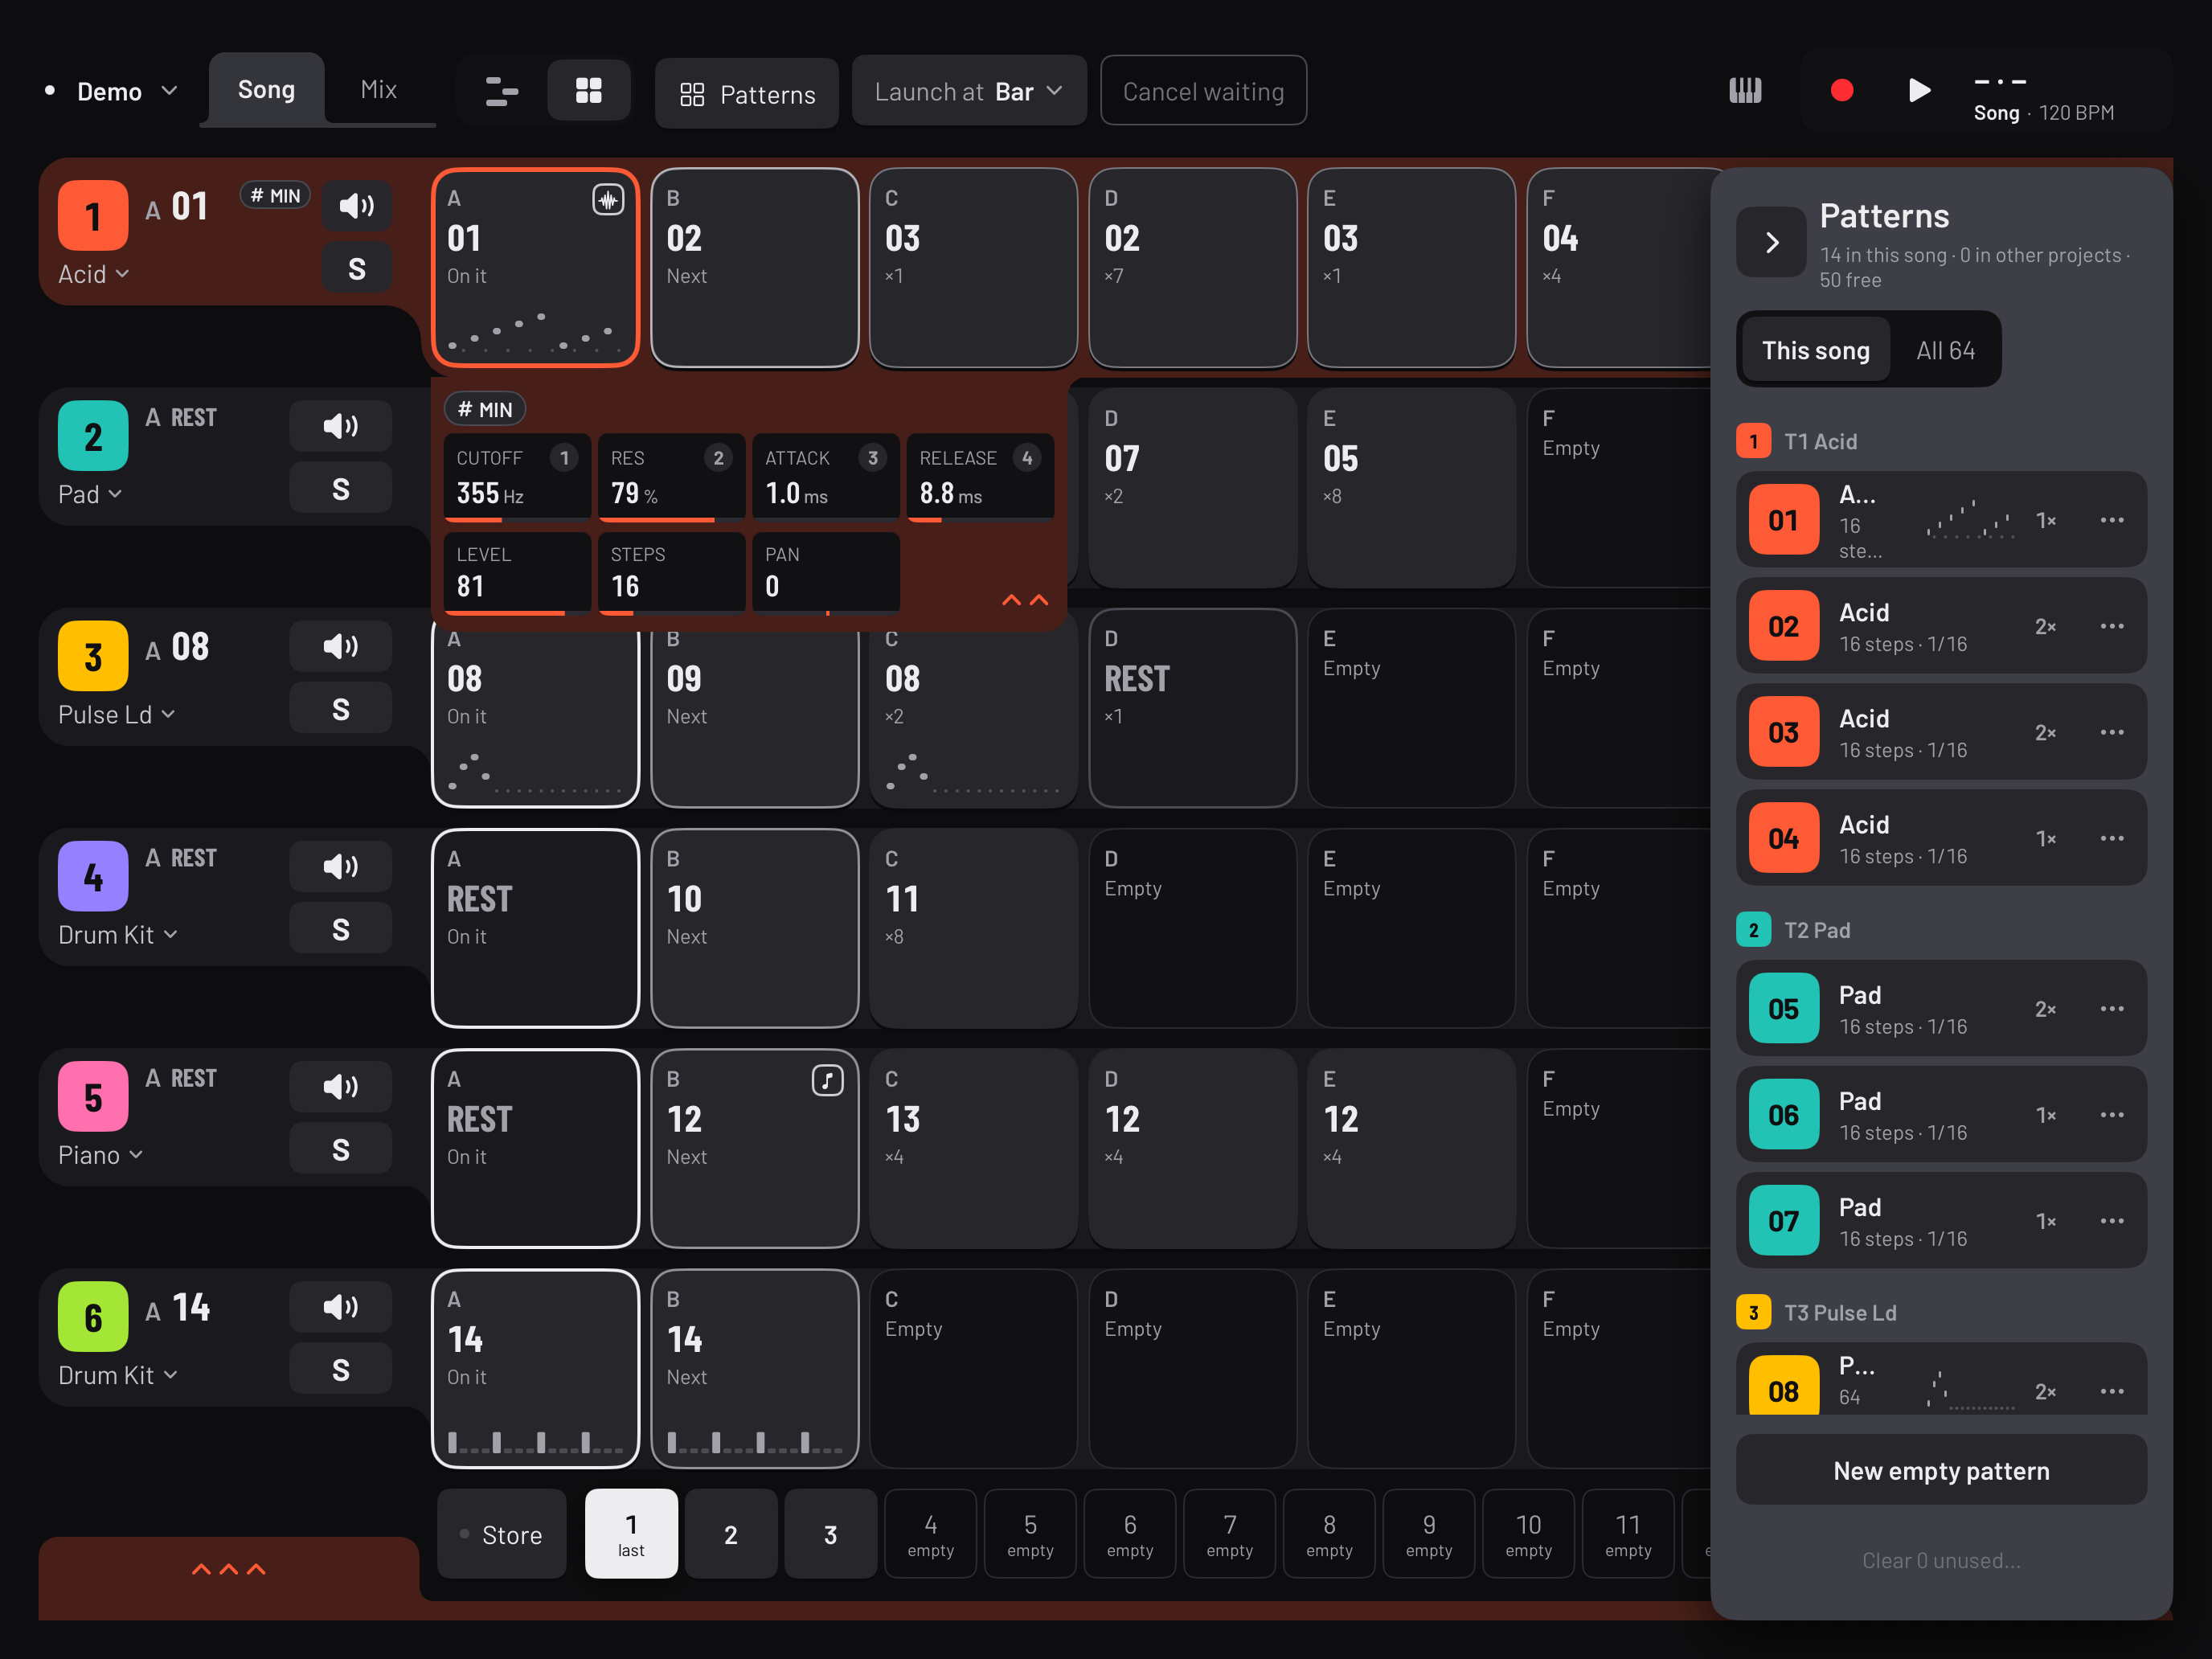 Demo
Song
Mix
Patterns
Launch at Bar
Cancel waiting
Song · 120 BPM
1
A 01
# MIN
Acid
S
A
01
On it
B
02
Next
C
03
×1
D
02
×7
E
03
×1
F
04
×4
2
A REST
Pad
S
# MIN
CUTOFF 1
355 Hz
RES 2
79 %
ATTACK 3
1.0 ms
RELEASE 4
8.8 ms
LEVEL
81
STEPS
16
PAN
0
D
07
×2
E
05
×8
F
Empty
3
A 08
Pulse Ld
S
A
08
On it
B
09
Next
C
08
×2
D
REST
×1
E
Empty
F
Empty
4
A REST
Drum Kit
S
A
REST
On it
B
10
Next
C
11
×8
D
Empty
E
Empty
F
Empty
5
A REST
Piano
S
A
REST
On it
B
12
Next
C
13
×4
D
12
×4
E
12
×4
F
Empty
6
A 14
Drum Kit
S
A
14
On it
B
14
Next
C
Empty
D
Empty
E
Empty
F
Empty
Store
1
last
2
3
4
empty
5
empty
6
empty
7
empty
8
empty
9
empty
10
empty
11
empty
Patterns
14 in this song · 0 in other projects ·
50 free
This song
All 64
1 T1 Acid
01
A...
16
ste...
1×
02
Acid
16 steps · 1/16
2×
03
Acid
16 steps · 1/16
2×
04
Acid
16 steps · 1/16
1×
2 T2 Pad
05
Pad
16 steps · 1/16
2×
06
Pad
16 steps · 1/16
1×
07
Pad
16 steps · 1/16
1×
3 T3 Pulse Ld
08
P...
64
2×
New empty pattern
Clear 0 unused...